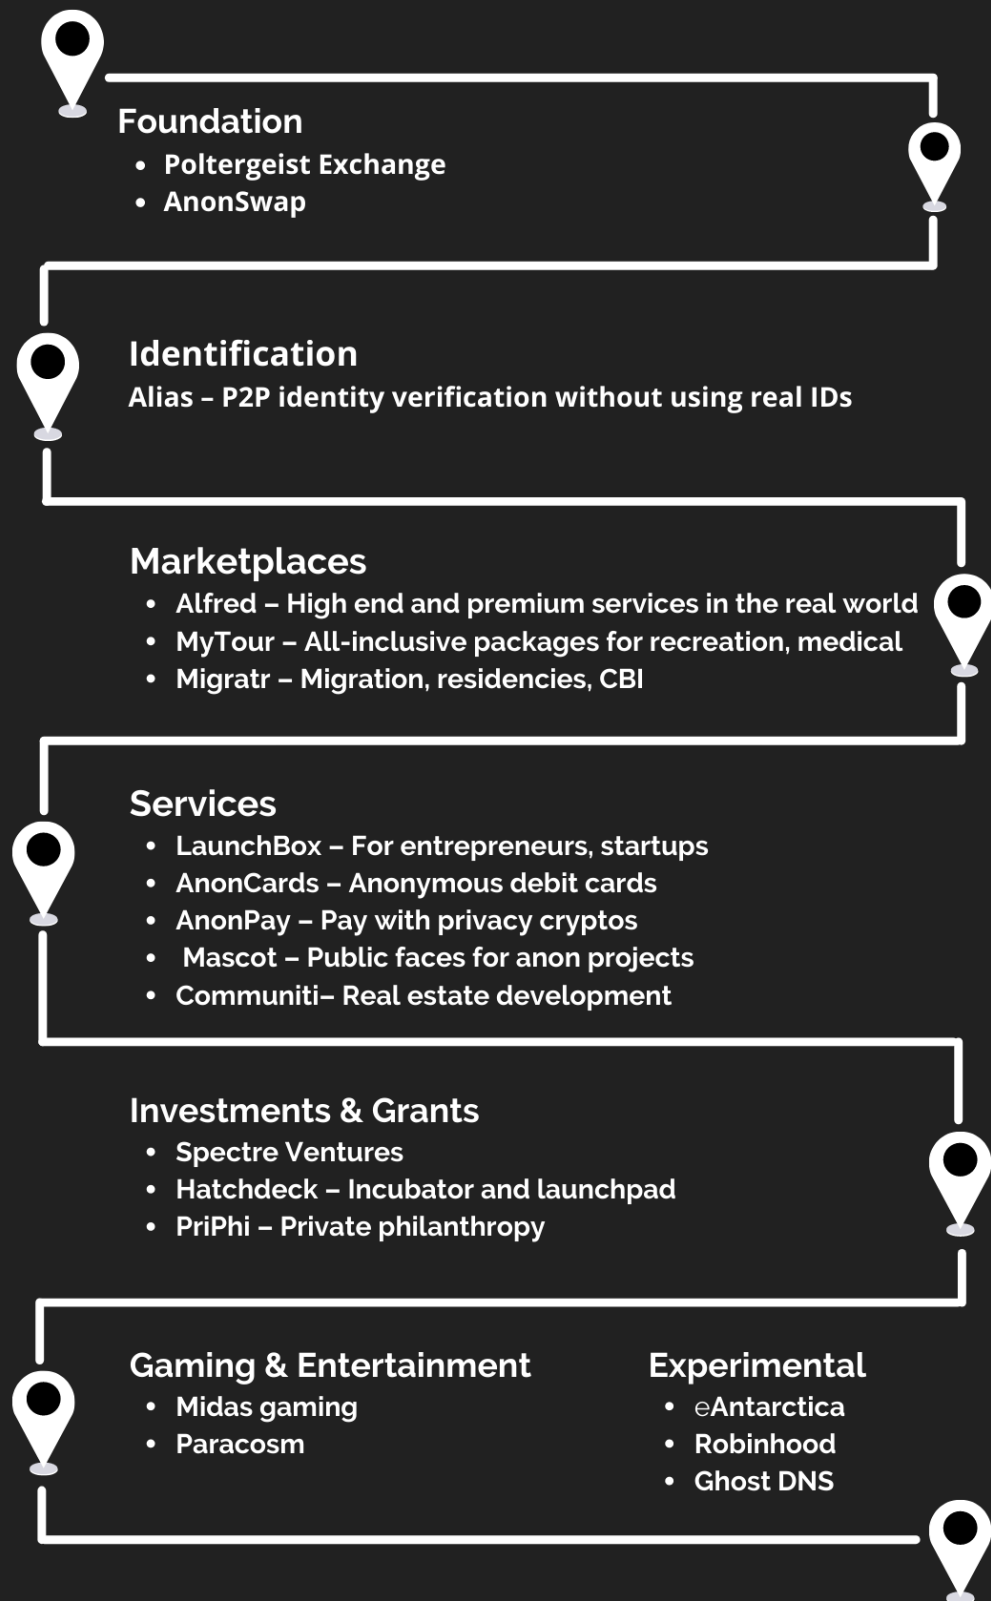 Foundation
• Poltergeist Exchange
• AnonSwap
Identification
Alias – P2P identity verification without using real IDs
Marketplaces
• Alfred – High end and premium services in the real world
• MyTour – All-inclusive packages for recreation, medical
• Migratr – Migration, residencies, CBI
Services
• LaunchBox – For entrepreneurs, startups
• AnonCards – Anonymous debit cards
• AnonPay – Pay with privacy cryptos
• Mascot – Public faces for anon projects
• Communiti– Real estate development
Investments & Grants
• Spectre Ventures
• Hatchdeck – Incubator and launchpad
• PriPhi – Private philanthropy
Gaming & Entertainment
• Midas gaming
• Paracosm
Experimental
• eAntarctica
• Robinhood
• Ghost DNS